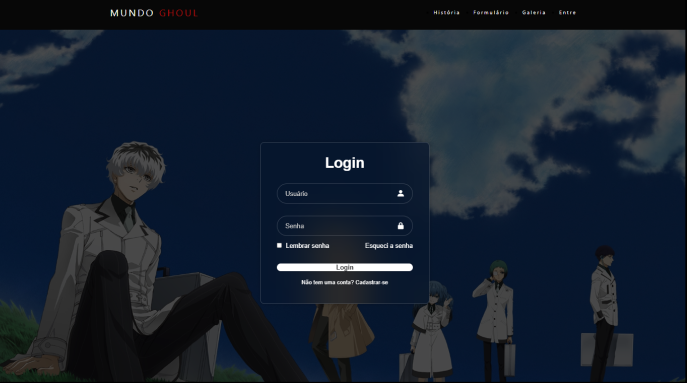 MUNDO GHOUL
História Formulário Galeria Entre
Login
Usuário
Senha
Lembrar senha Esqueci a senha
Login
Não tem uma conta? Cadastrar-se